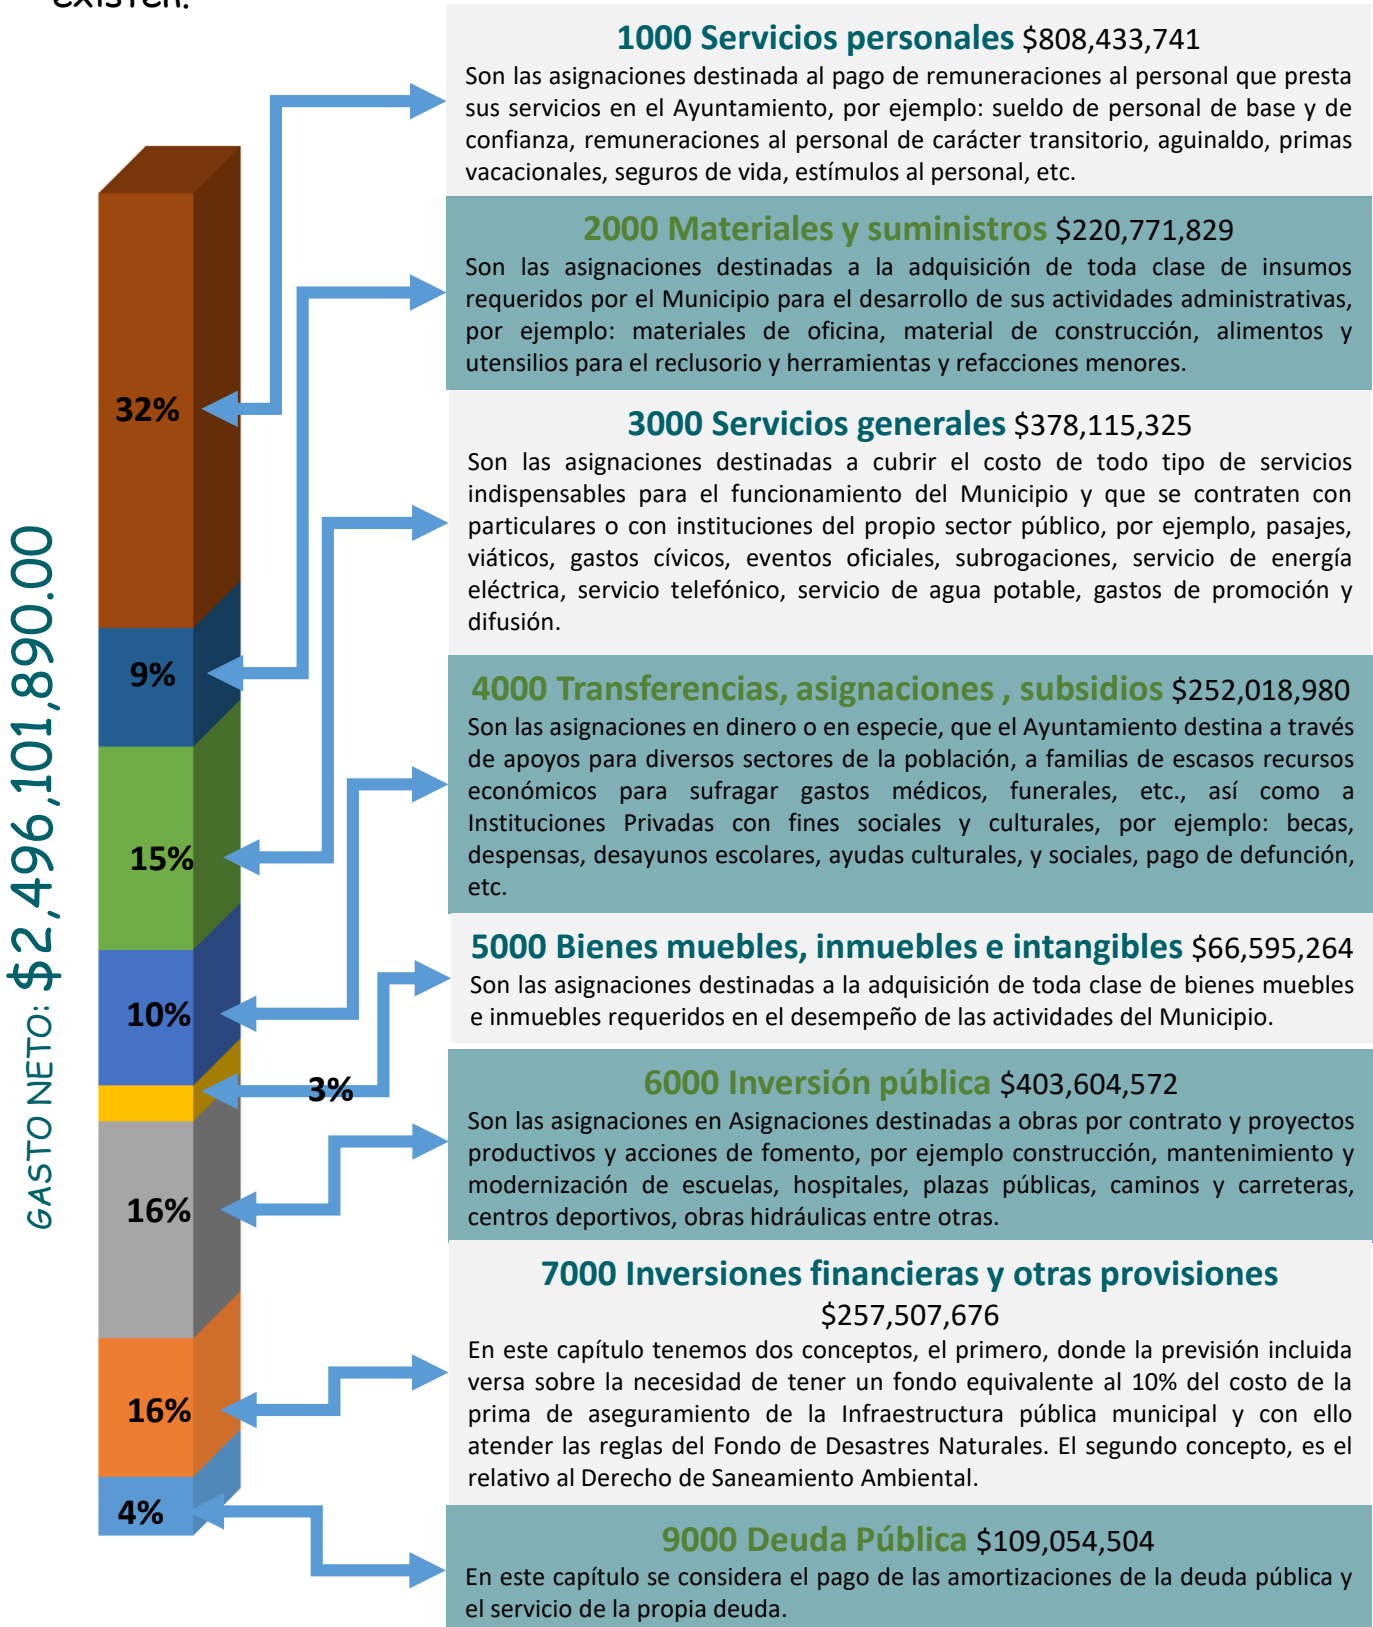 existen.
1000 Servicios personales $808,433,741
Son las asignaciones destinada al pago de remuneraciones al personal que presta
sus servicios en el Ayuntamiento, por ejemplo: sueldo de personal de base y de
confianza, remuneraciones al personal de carácter transitorio, aguinaldo, primas
vacacionales, seguros de vida, estímulos al personal, etc.
2000 Materiales y suministros $220,771,829
Son las asignaciones destinadas a la adquisición de toda clase de insumos
requeridos por el Municipio para el desarrollo de sus actividades administrativas,
por ejemplo: materiales de oficina, material de construcción, alimentos y
utensilios para el reclusorio y herramientas y refacciones menores.
3000 Servicios generales $378,115,325
Son las asignaciones destinadas a cubrir el costo de todo tipo de servicios
indispensables para el funcionamiento del Municipio y que se contraten con
particulares o con instituciones del propio sector público, por ejemplo, pasajes,
viáticos, gastos cívicos, eventos oficiales, subrogaciones, servicio de energía
eléctrica, servicio telefónico, servicio de agua potable, gastos de promoción y
difusión.
4000 Transferencias, asignaciones , subsidios $252,018,980
Son las asignaciones en dinero o en especie, que el Ayuntamiento destina a través
de apoyos para diversos sectores de la población, a familias de escasos recursos
económicos para sufragar gastos médicos, funerales, etc., así como a
Instituciones Privadas con fines sociales y culturales, por ejemplo: becas,
despensas, desayunos escolares, ayudas culturales, y sociales, pago de defunción,
etc.
5000 Bienes muebles, inmuebles e intangibles $66,595,264
Son las asignaciones destinadas a la adquisición de toda clase de bienes muebles
e inmuebles requeridos en el desempeño de las actividades del Municipio.
6000 Inversión pública $403,604,572
Son las asignaciones en Asignaciones destinadas a obras por contrato y proyectos
productivos y acciones de fomento, por ejemplo construcción, mantenimiento y
modernización de escuelas, hospitales, plazas públicas, caminos y carreteras,
centros deportivos, obras hidráulicas entre otras.
7000 Inversiones financieras y otras provisiones
$257,507,676
En este capítulo tenemos dos conceptos, el primero, donde la previsión incluida
versa sobre la necesidad de tener un fondo equivalente al 10% del costo de la
prima de aseguramiento de la Infraestructura pública municipal y con ello
atender las reglas del Fondo de Desastres Naturales. El segundo concepto, es el
relativo al Derecho de Saneamiento Ambiental.
9000 Deuda Pública $109,054,504
En este capítulo se considera el pago de las amortizaciones de la deuda pública y
el servicio de la propia deuda.
GASTO NETO: $2,496,101,890.00
32%
9%
15%
10%
3%
16%
16%
4%